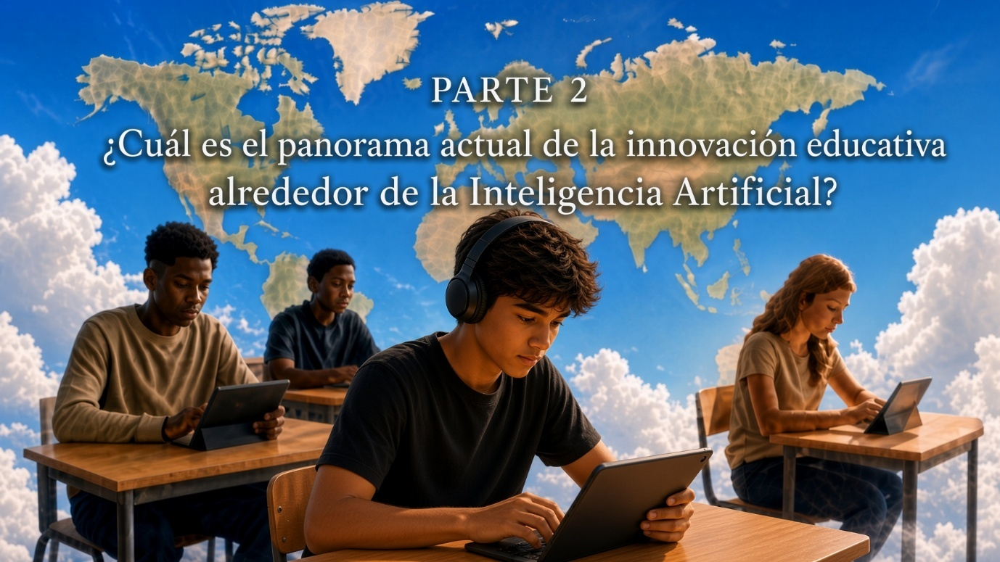 PARTE 2
¿Cuál es el panorama actual de la innovación educativa
alrededor de la Inteligencia Artificial?